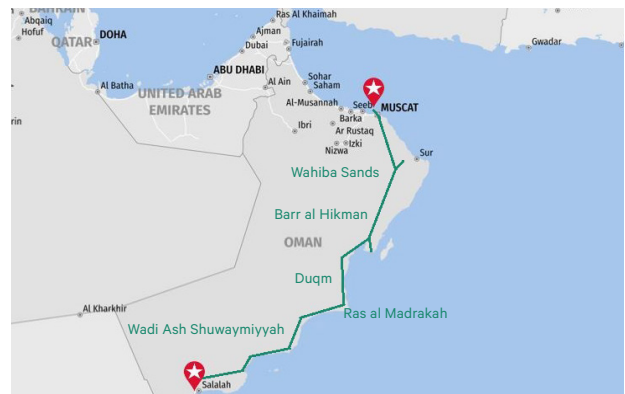 BAHRAIN
Abqaiq
Hofuf
QATAR
DOHA
Ras Al Khaimah
Ajman
Dubai
Fujairah
Gwadar
ABU DHABI
Al Batha
Al Ain
UNITED ARAB
EMIRATES
Sohar
Saham
Al-Musannah
Seeb
MUSCAT
Barka
Ibri
Ar Rustaq
Izki
Nizwa
Sur
Wahiba Sands
Barr al Hikman
OMAN
Duqm
Al Kharkhir
Ras al Madrakah
Wadi Ash Shuwaymiyyah
Salalah